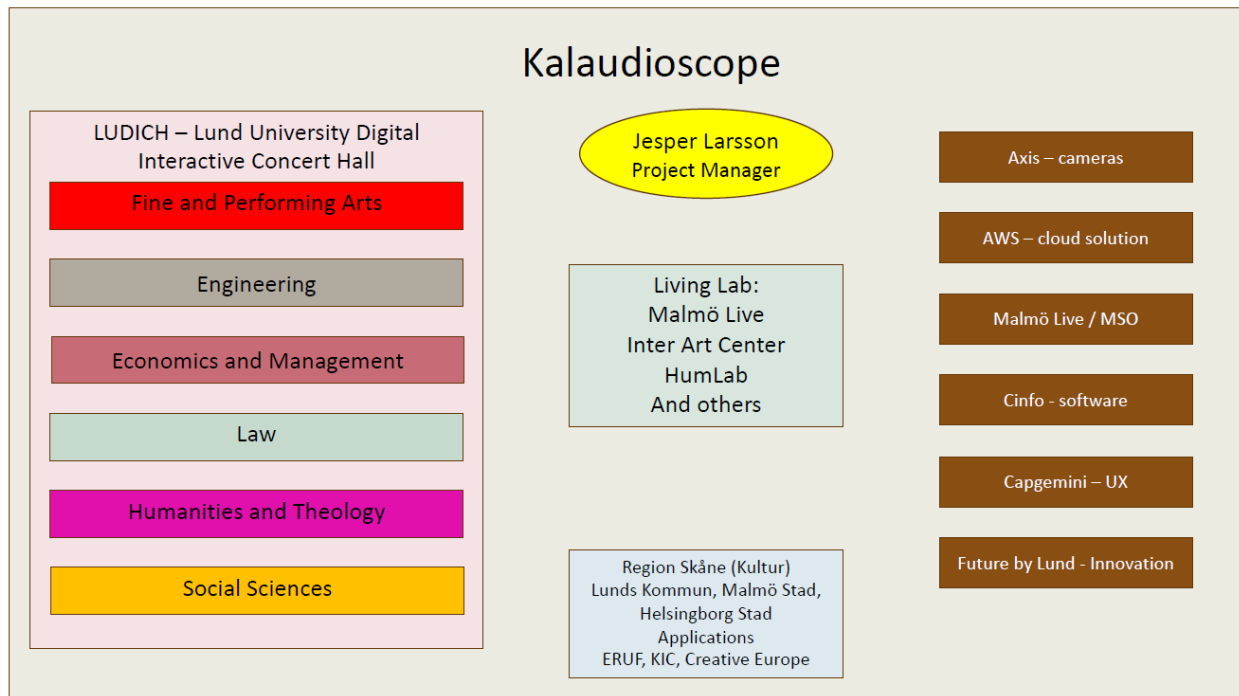 Kalaudioscope
LUDICH – Lund University Digital
Interactive Concert Hall
Fine and Performing Arts
Engineering
Economics and Management
Law
Humanities and Theology
Social Sciences
Jesper Larsson
Project Manager
Living Lab:
Malmö Live
Inter Art Center
HumLab
And others
Region Skåne (Kultur)
Lunds Kommun, Malmö Stad,
Helsingborg Stad
Applications
ERUF, KIC, Creative Europe
Axis – cameras
AWS – cloud solution
Malmö Live / MSO
Cinfo - software
Capgemini – UX
Future by Lund - Innovation